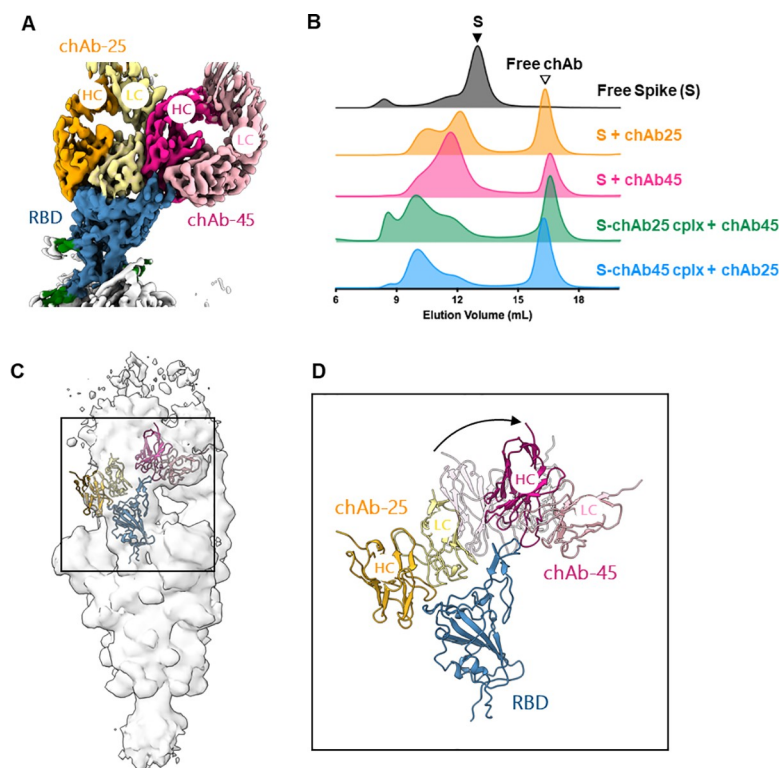 A
chAb-25
HC
LC
HC
LC
RBD
chAb-45
B
S
Free chAb
Free Spike (S)
S + chAb25
S + chAb45
S-chAb25 cplx + chAb45
S-chAb45 cplx + chAb25
6 9 12 15 18
Elution Volume (mL)
C
D
chAb-25
HC
LC
HC
LC
chAb-45
RBD